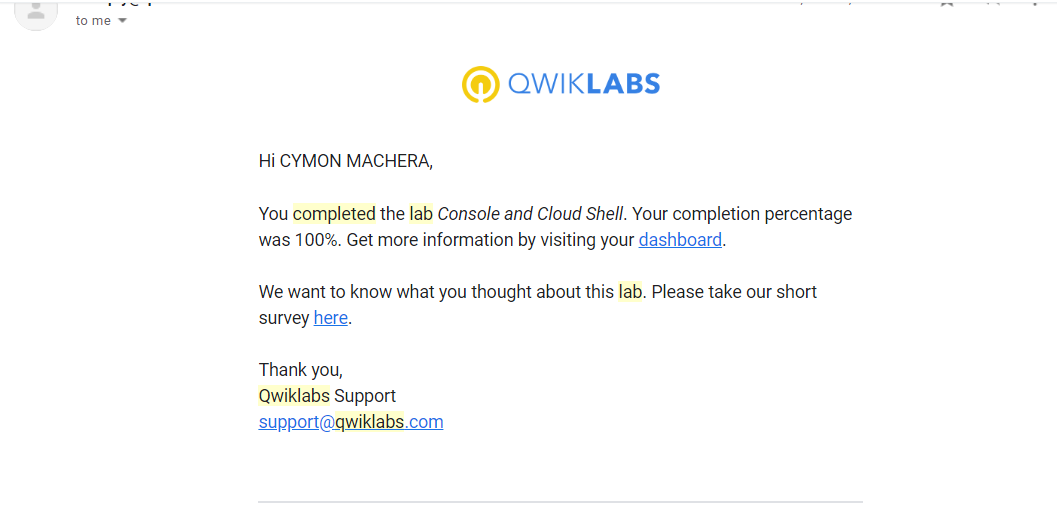 to me
QWIKLABS
Hi CYMON MACHERA,
You completed the lab Console and Cloud Shell. Your completion percentage
was 100%. Get more information by visiting your dashboard.
We want to know what you thought about this lab. Please take our short
survey here.
Thank you,
Qwiklabs Support
support@qwiklabs.com